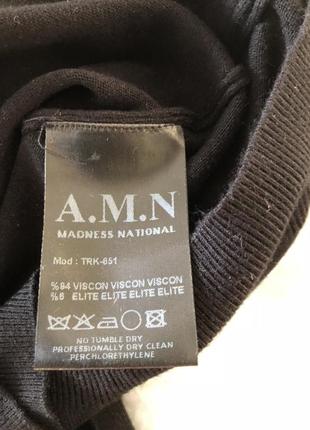 A.M.N
MADNESS NATIONAL
Mod : TRK-651
%94 VISCON VISCON VISCON
%6 ELITE ELITE ELITE ELITE
NO TUMBLE DRY
PROFESSIONALLY DRY CLEAN
PERCHLORETHYLENE